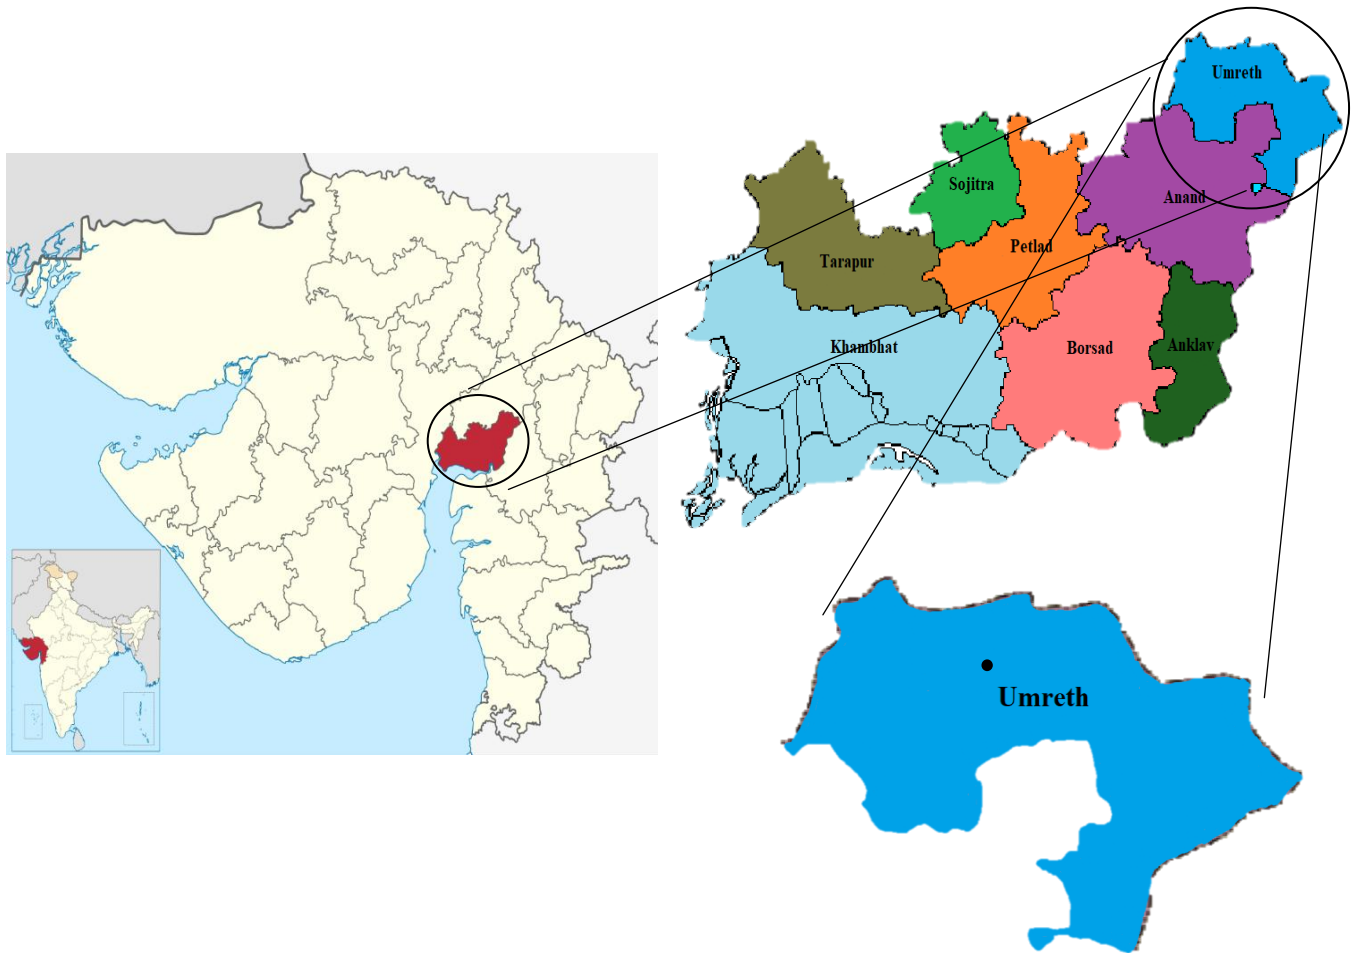 Umreth
Sojitra
Anand
Petlad
Tarapur
Khambhat
Borsad
Anklav
Umreth